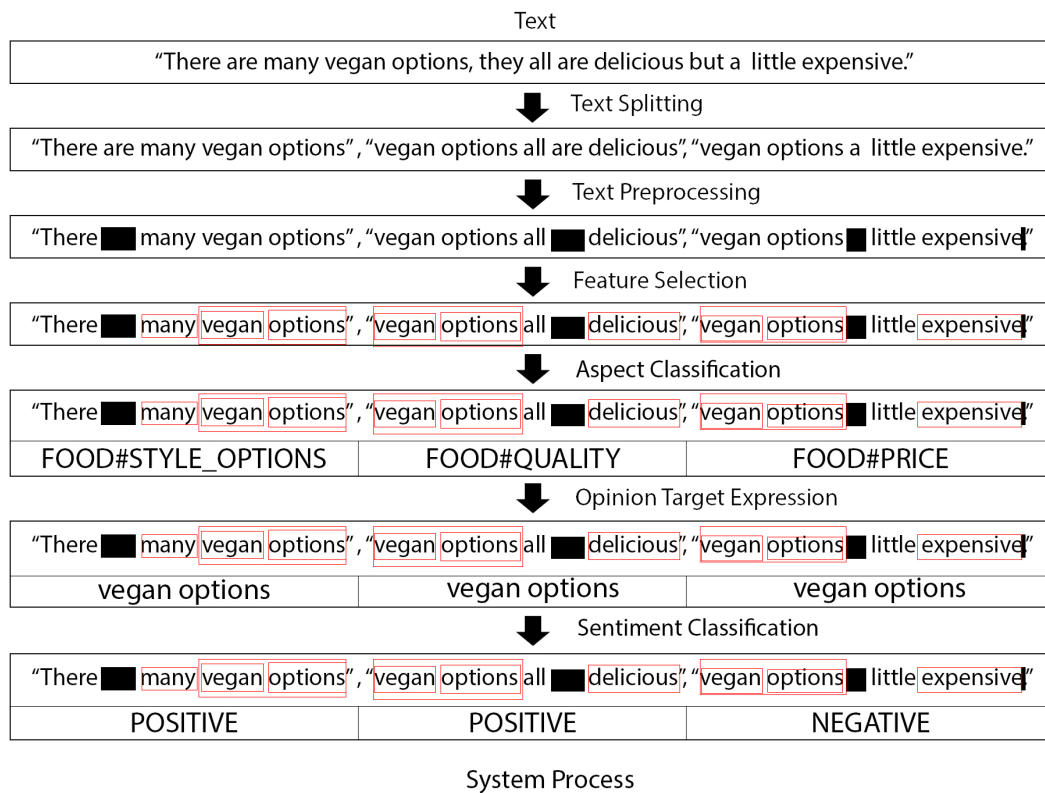 Text
“There are many vegan options, they all are delicious but a little expensive.”
Text Splitting
“There are many vegan options”, “vegan options all are delicious”, “vegan options a little expensive.”
Text Preprocessing
“There many vegan options”, “vegan options all delicious”, “vegan options little expensive”
Feature Selection
“There many vegan options”, “vegan options all delicious”, “vegan options little expensive”
Aspect Classification
“There many vegan options”, “vegan options all delicious”, “vegan options little expensive”
FOOD#STYLE_OPTIONS FOOD#QUALITY FOOD#PRICE
Opinion Target Expression
“There many vegan options”, “vegan options all delicious”, “vegan options little expensive”
vegan options vegan options vegan options
Sentiment Classification
“There many vegan options”, “vegan options all delicious”, “vegan options little expensive”
POSITIVE POSITIVE NEGATIVE
System Process